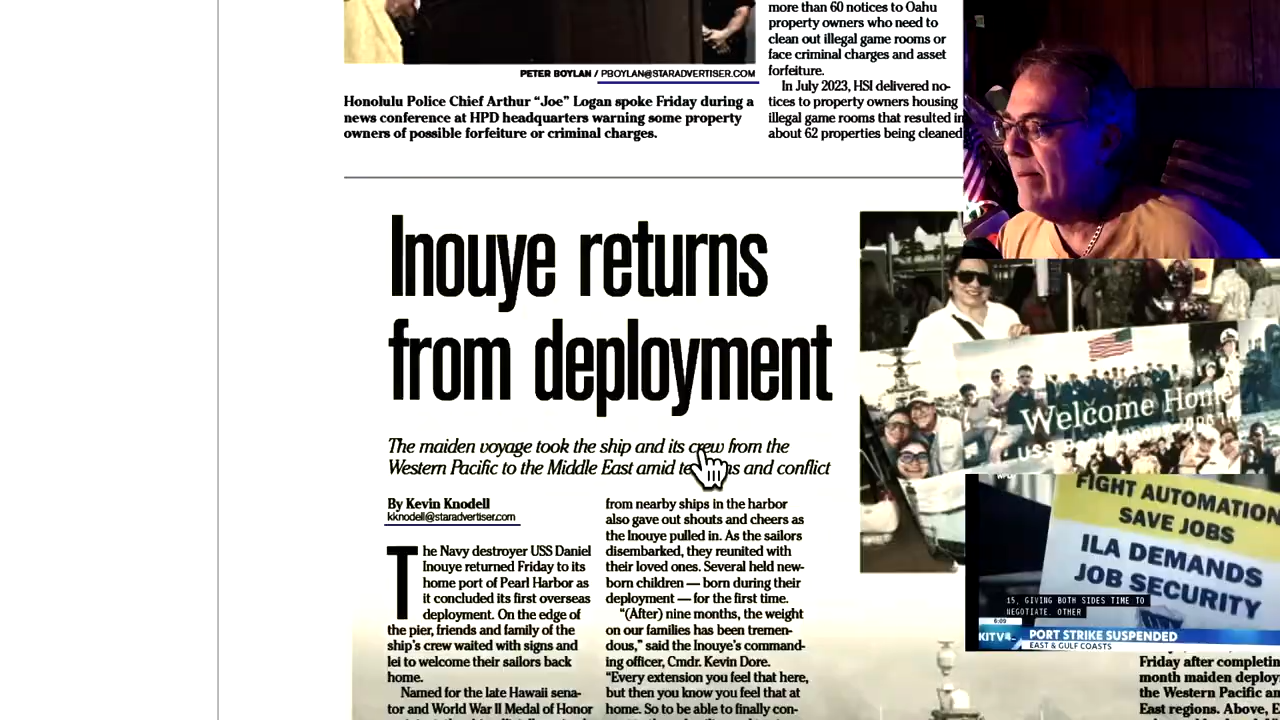 more than 60 notices to Oahu
property owners who need to
clean out illegal game rooms or
face criminal charges and asset
forfeiture.
In July 2023, HSI delivered no-
tices to property owners housing
illegal game rooms that resulted in
about 62 properties being cleaned
PETER BOYLAN / PBOYLAN@STARADVERTISER.COM
Honolulu Police Chief Arthur “Joe” Logan spoke Friday during a
news conference at HPD headquarters warning some property
owners of possible forfeiture or criminal charges.
Inouye returns
from deployment
The maiden voyage took the ship and its crew from the
Western Pacific to the Middle East amid and conflict
By Kevin Knodell
kknodell@staradvertiser.com
The Navy destroyer USS Daniel
Inouye returned Friday to its
home port of Pearl Harbor as
it concluded its first overseas
deployment. On the edge of
the pier, friends and family of the
ship’s crew waited with signs and
lei to welcome their sailors back
home.
Named for the late Hawaii sena-
tor and World War II Medal of Honor
from nearby ships in the harbor
also gave out shouts and cheers as
the Inouye pulled in. As the sailors
disembarked, they reunited with
their loved ones. Several held new-
born children — born during their
deployment — for the first time.
“(After) nine months, the weight
on our families has been tremen-
dous,” said the Inouye’s command-
ing officer, Cmdr. Kevin Dore.
“Every extension you feel that here,
but then you know you feel that at
home. So to be able to finally con-
Welcome Home
USS
FIGHT AUTOMATION
SAVE JOBS
ILA DEMANDS
JOB SECURITY
15, GIVING BOTH SIDES TIME TO
NEGOTIATE. OTHER
6:09
KITV4
PORT STRIKE SUSPENDED
EAST & GULF COASTS
Friday after completin
month maiden deploy
the Western Pacific an
East regions. Above, E